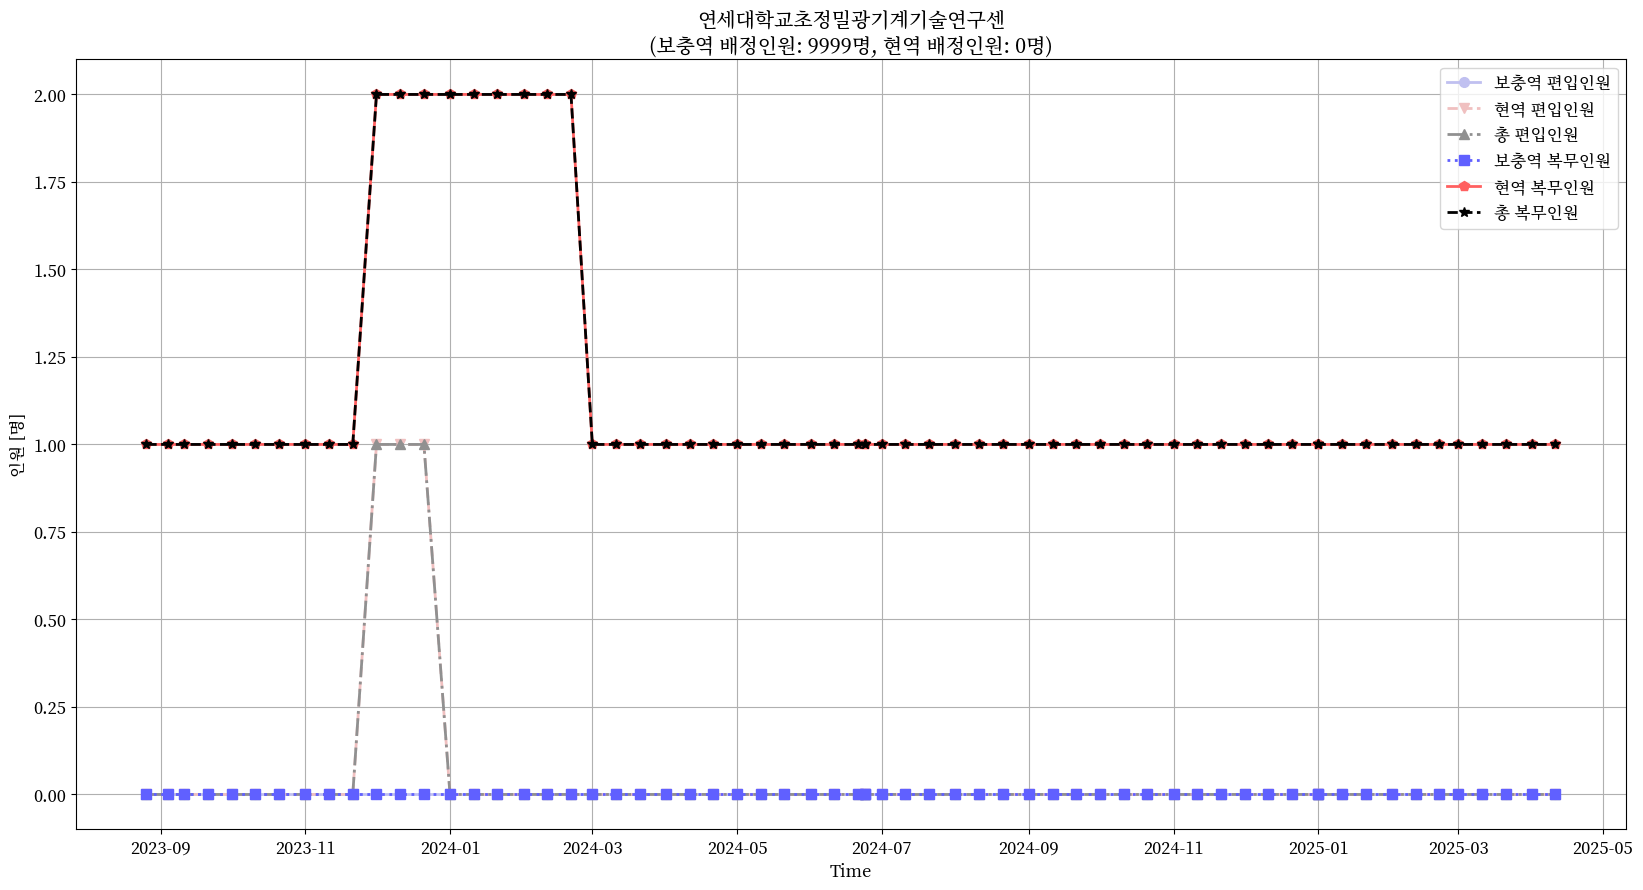 연세대학교초정밀광기계기술연구센
(보충역 배정인원: 9999명, 현역 배정인원: 0명)
보충역 편입인원
현역 편입인원
총 편입인원
보충역 복무인원
현역 복무인원
총 복무인원
인원 [명]
2.00
1.75
1.50
1.25
1.00
0.75
0.50
0.25
0.00
2023-09
2023-11
2024-01
2024-03
2024-05
2024-07
2024-09
2024-11
2025-01
2025-03
2025-05
Time